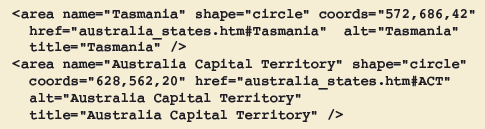 <area name="Tasmania" shape="circle" coords="572,686,42"
href="australia_states.htm#Tasmania"  alt="Tasmania"
title="Tasmania" />
<area name="Australia Capital Territory" shape="circle"
coords="628,562,20" href="australia_states.htm#ACT"
alt="Australia Capital Territory"
title="Australia Capital Territory" />